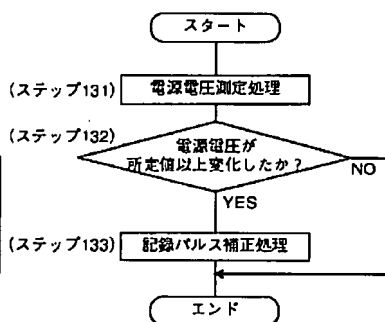 スタート
(ステップ131)
電源電圧測定処理
(ステップ132)
電源電圧が
所定値以上変化したか?
NO
YES
(ステップ133)
記録パルス補正処理
エンド